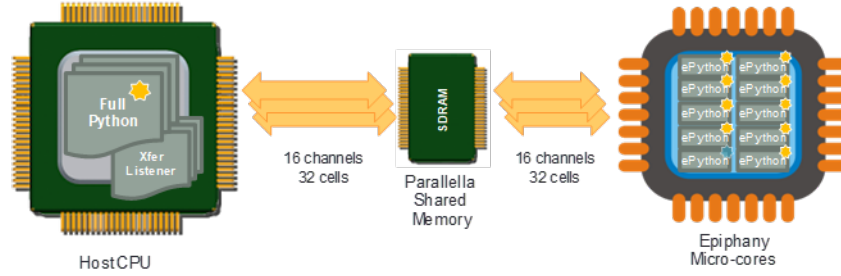 Full
Python
Xfer
Listener
Host CPU
16 channels
32 cells
SDRAM
Parallella
Shared
Memory
16 channels
32 cells
ePython ePython
ePython ePython
ePython ePython
ePython ePython
ePython ePython
Epiphany
Micro-cores